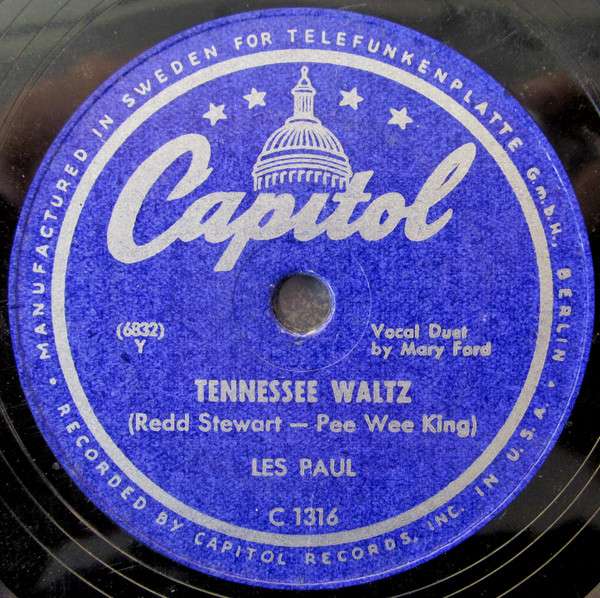 MANUFACTURED IN SWEDEN FOR TELEFUNKENPLATTE G.m.b.H., BERLIN
Capitol
(6832)
Y
Vocal Duet
by Mary Ford
TENNESSEE WALTZ
(Redd Stewart — Pee Wee King)
LES PAUL
C 1316
RECORDED BY CAPITOL RECORDS, INC. IN U.S.A.